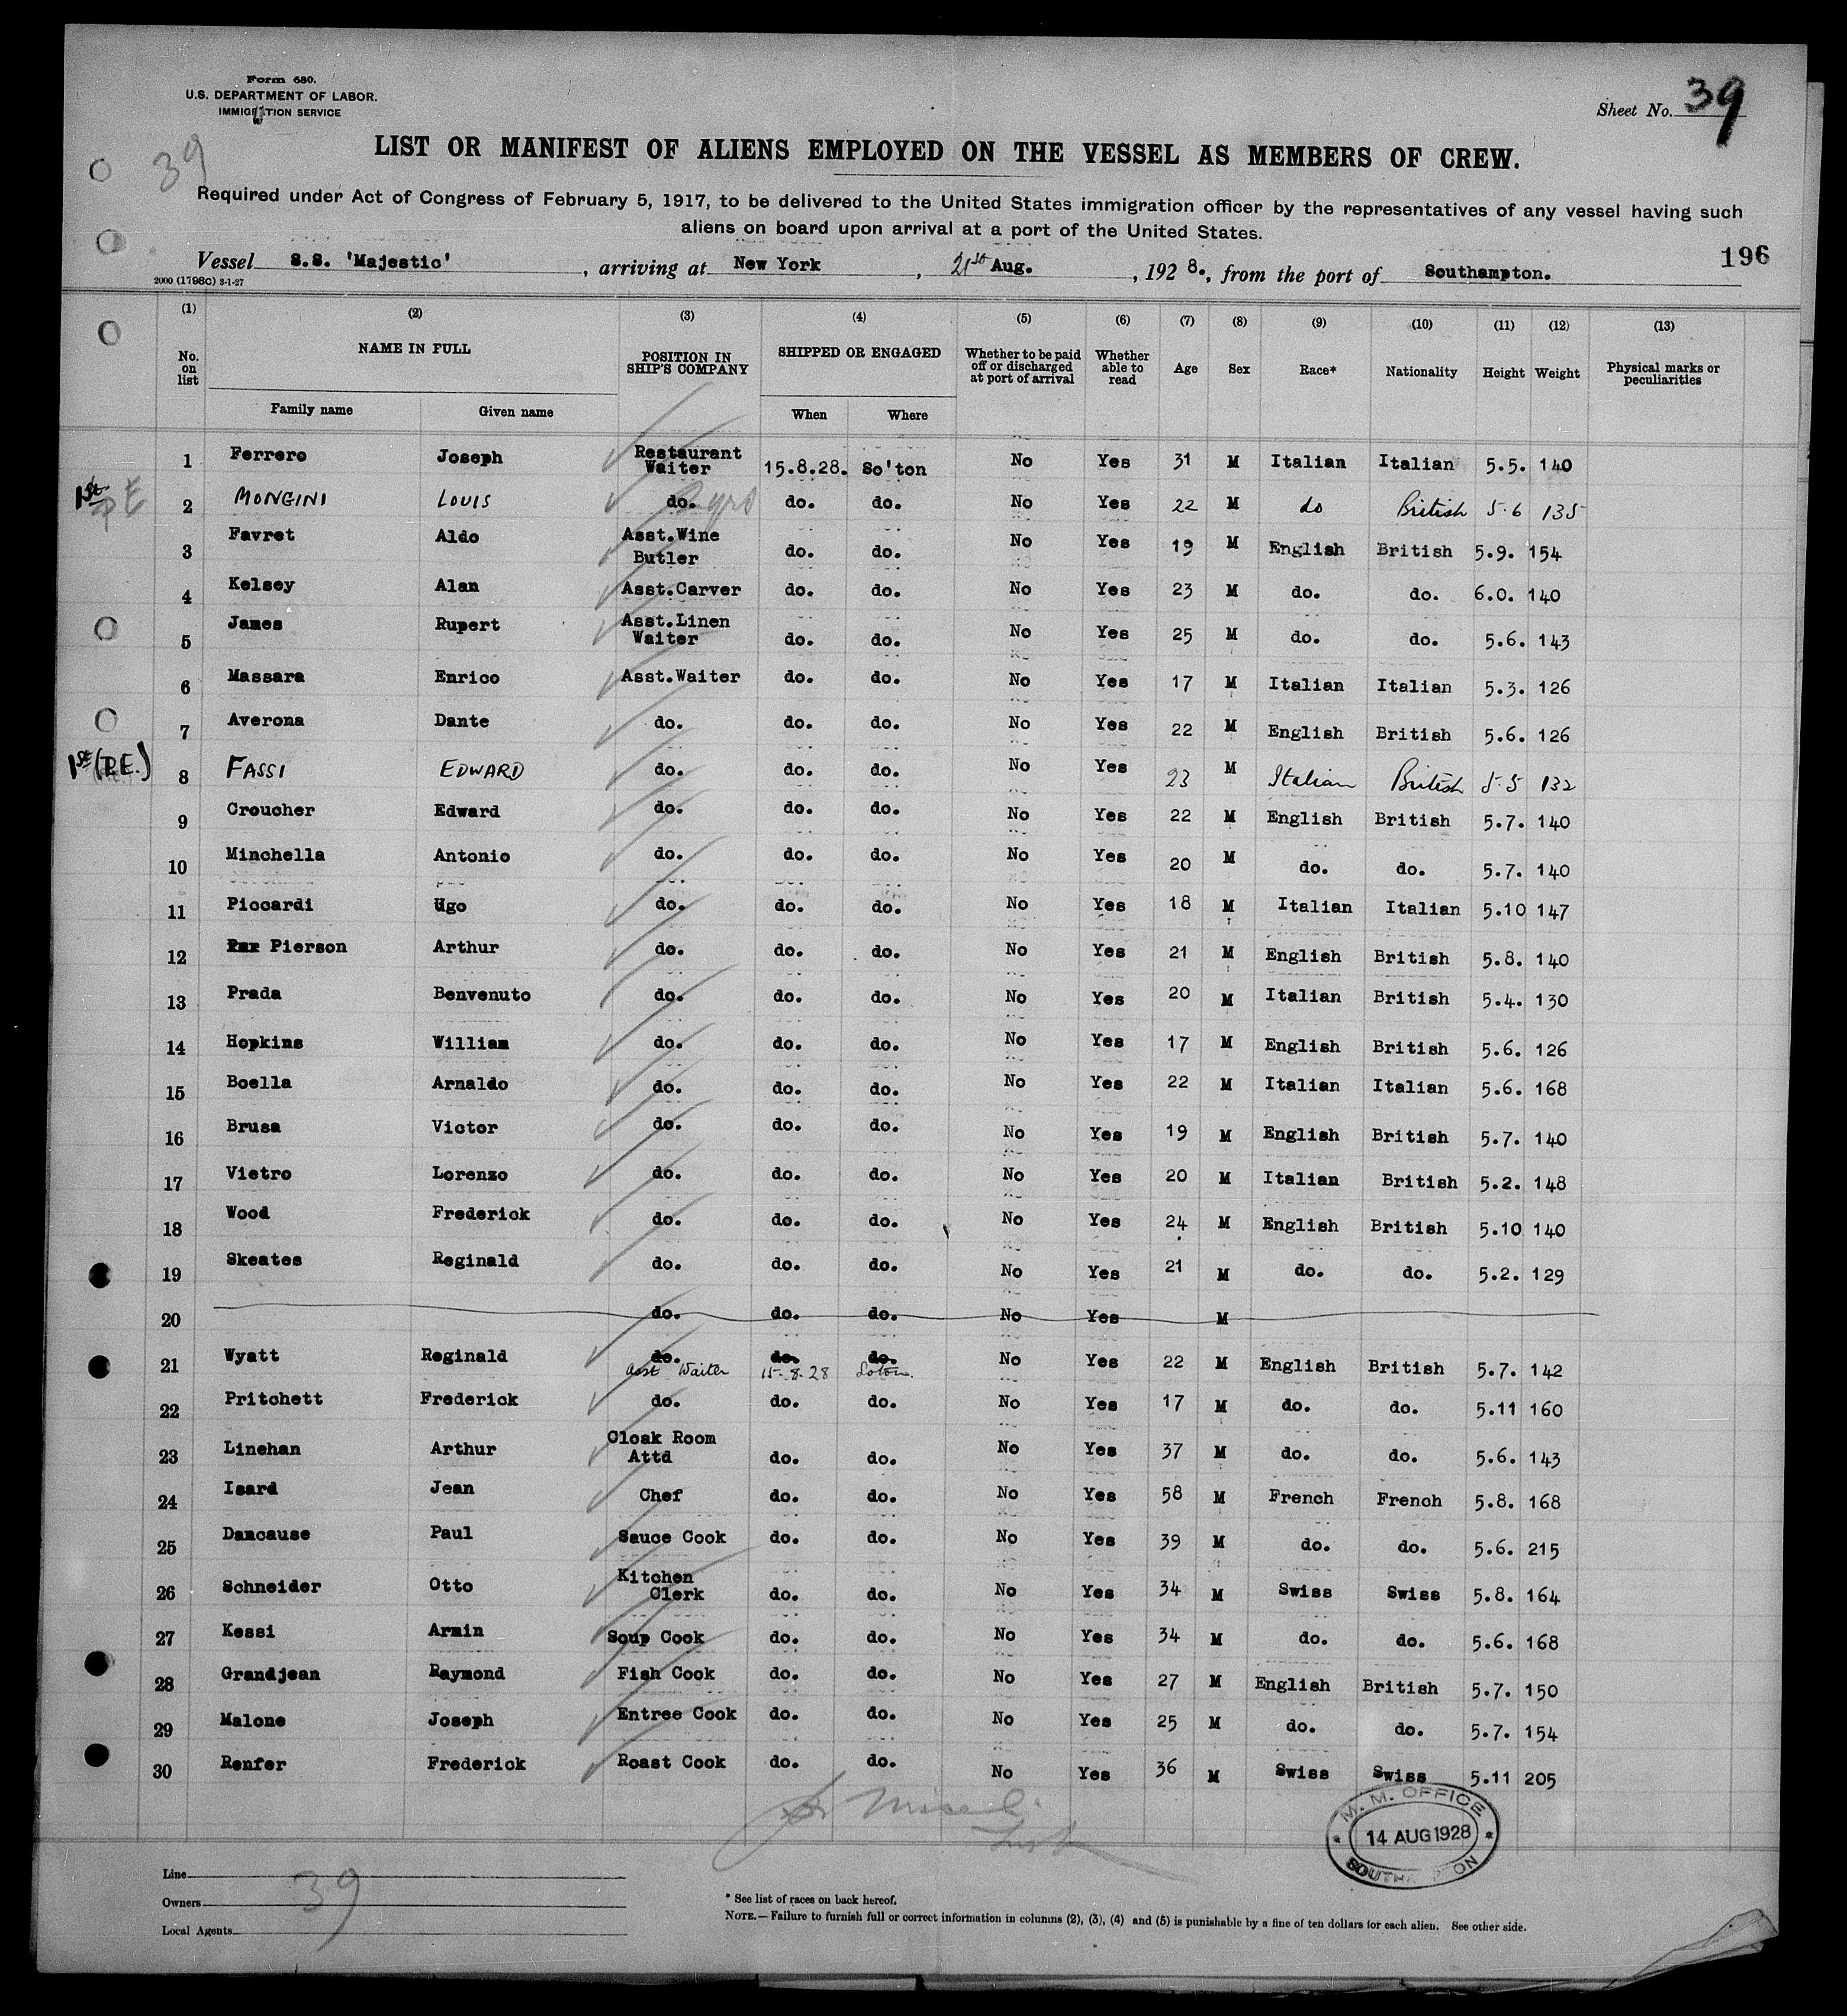 Form 680.
U.S. DEPARTMENT OF LABOR.
IMMIGRATION SERVICE
Sheet No. 39
39
LIST OR MANIFEST OF ALIENS EMPLOYED ON THE VESSEL AS MEMBERS OF CREW.
Required under Act of Congress of February 5, 1917, to be delivered to the United States immigration officer by the representatives of any vessel having such
aliens on board upon arrival at a port of the United States.
196
Vessel S.S. 'Majestic', arriving at New York, 21st Aug., 1928., from the port of Southampton.
2000 (1798C) 3-1-27
(1) (2) (3) (4) (5) (6) (7) (8) (9) (10) (11) (12) (13)
No. on list NAME IN FULL POSITION IN SHIP'S COMPANY SHIPPED OR ENGAGED Whether to be paid off or discharged at port of arrival Whether able to read Age Sex Race* Nationality Height Weight Physical marks or peculiarities
Family name Given name When Where
1 Ferrero Joseph Restaurant Waiter 15.8.28. So'ton No Yes 31 M Italian Italian 5.5. 140
1st 2 MONGINI LOUIS do. 2 yrs do. do. No Yes 22 M do British 5.6 135
3 Favret Aldo Asst.Wine Butler do. do. No Yes 19 M English British 5.9. 154
4 Kelsey Alan Asst.Carver do. do. No Yes 23 M do. do. 6.0. 140
5 James Rupert Asst.Linen Waiter do. do. No Yes 25 M do. do. 5.6. 143
6 Massara Enrico Asst.Waiter do. do. No Yes 17 M Italian Italian 5.3. 126
7 Averona Dante do. do. do. No Yes 22 M English British 5.6. 126
1st (P.E.) 8 FASSI EDWARD do. do. do. No Yes 23 M Italian British 5.5 132
9 Croucher Edward do. do. do. No Yes 22 M English British 5.7. 140
10 Minchella Antonio do. do. do. No Yes 20 M do. do. 5.7. 140
11 Piccardi Ugo do. do. do. No Yes 18 M Italian Italian 5.10 147
12 Pierson Arthur do. do. do. No Yes 21 M English British 5.8. 140
13 Prada Benvenuto do. do. do. No Yes 20 M Italian British 5.4. 130
14 Hopkins William do. do. do. No Yes 17 M English British 5.6. 126
15 Boella Arnaldo do. do. do. No Yes 22 M Italian Italian 5.6. 168
16 Brusa Victor do. do. do. No Yes 19 M English British 5.7. 140
17 Vietro Lorenzo do. do. do. No Yes 20 M Italian British 5.2. 148
18 Wood Frederick do. do. do. No Yes 24 M English British 5.10 140
19 Skeates Reginald do. do. do. No Yes 21 M do. do. 5.2. 129
20 do. do. do. No Yes M
21 Wyatt Reginald do. do. do. No Yes 22 M English British 5.7. 142
Asst Waiter 15.8.28 Soton.
22 Pritchett Frederick do. do. do. No Yes 17 M do. do. 5.11 160
23 Linehan Arthur Cloak Room Attd do. do. No Yes 37 M do. do. 5.6. 143
24 Isard Jean Chef do. do. No Yes 58 M French French 5.8. 168
25 Dancause Paul Sauce Cook do. do. No Yes 39 M do. do. 5.6. 215
26 Schneider Otto Kitchen Clerk do. do. No Yes 34 M Swiss Swiss 5.8. 164
27 Kessi Armin Soup Cook do. do. No Yes 34 M do. do. 5.6. 168
28 Grandjean Raymond Fish Cook do. do. No Yes 27 M English British 5.7. 150
29 Malone Joseph Entree Cook do. do. No Yes 25 M do. do. 5.7. 154
30 Renfer Frederick Roast Cook do. do. No Yes 36 M Swiss Swiss 5.11 205
M. M. OFFICE
14 AUG 1928
Line
Owners
Local Agents
39
* See list of races on back hereof.
NOTE.—Failure to furnish full or correct information in columns (2), (3), (4) and (5) is punishable by a fine of ten dollars for each alien. See other side.